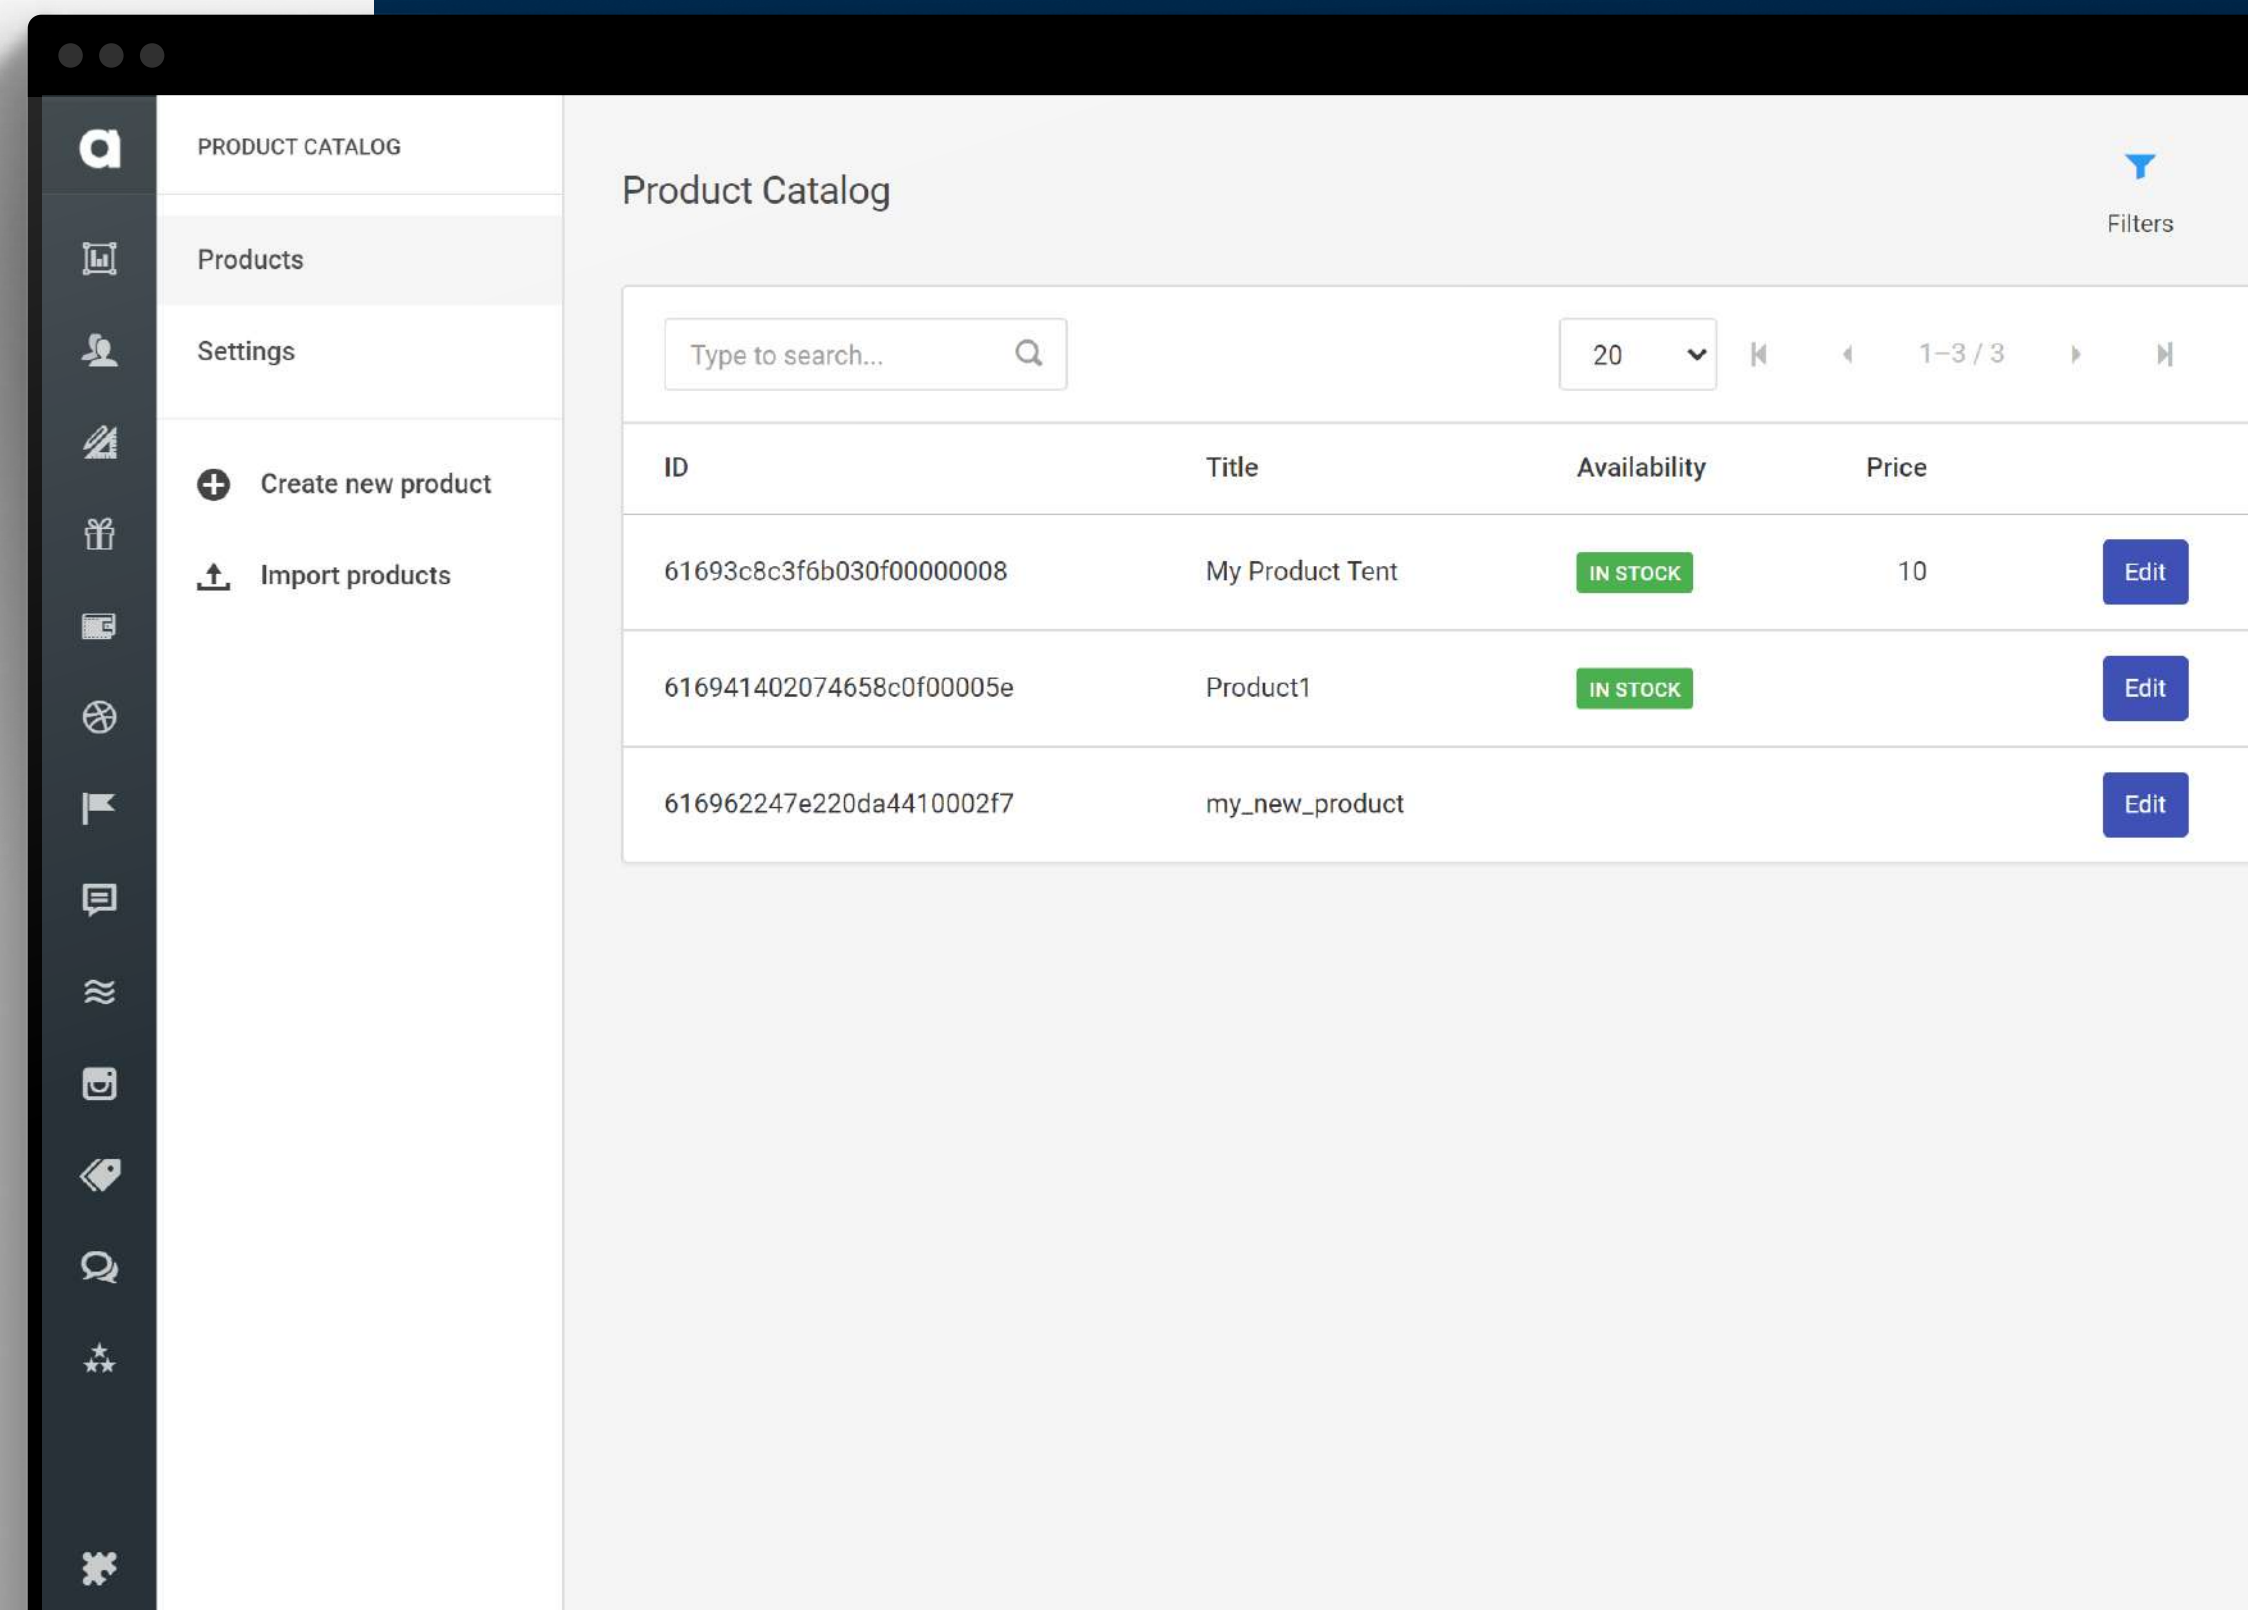 a
PRODUCT CATALOG
Products
Settings
Create new product
Import products
Product Catalog
Filters
Type to search...
20
1–3 / 3
ID Title Availability Price
61693c8c3f6b030f00000008 My Product Tent IN STOCK 10 Edit
616941402074658c0f00005e Product1 IN STOCK Edit
616962247e220da4410002f7 my_new_product Edit